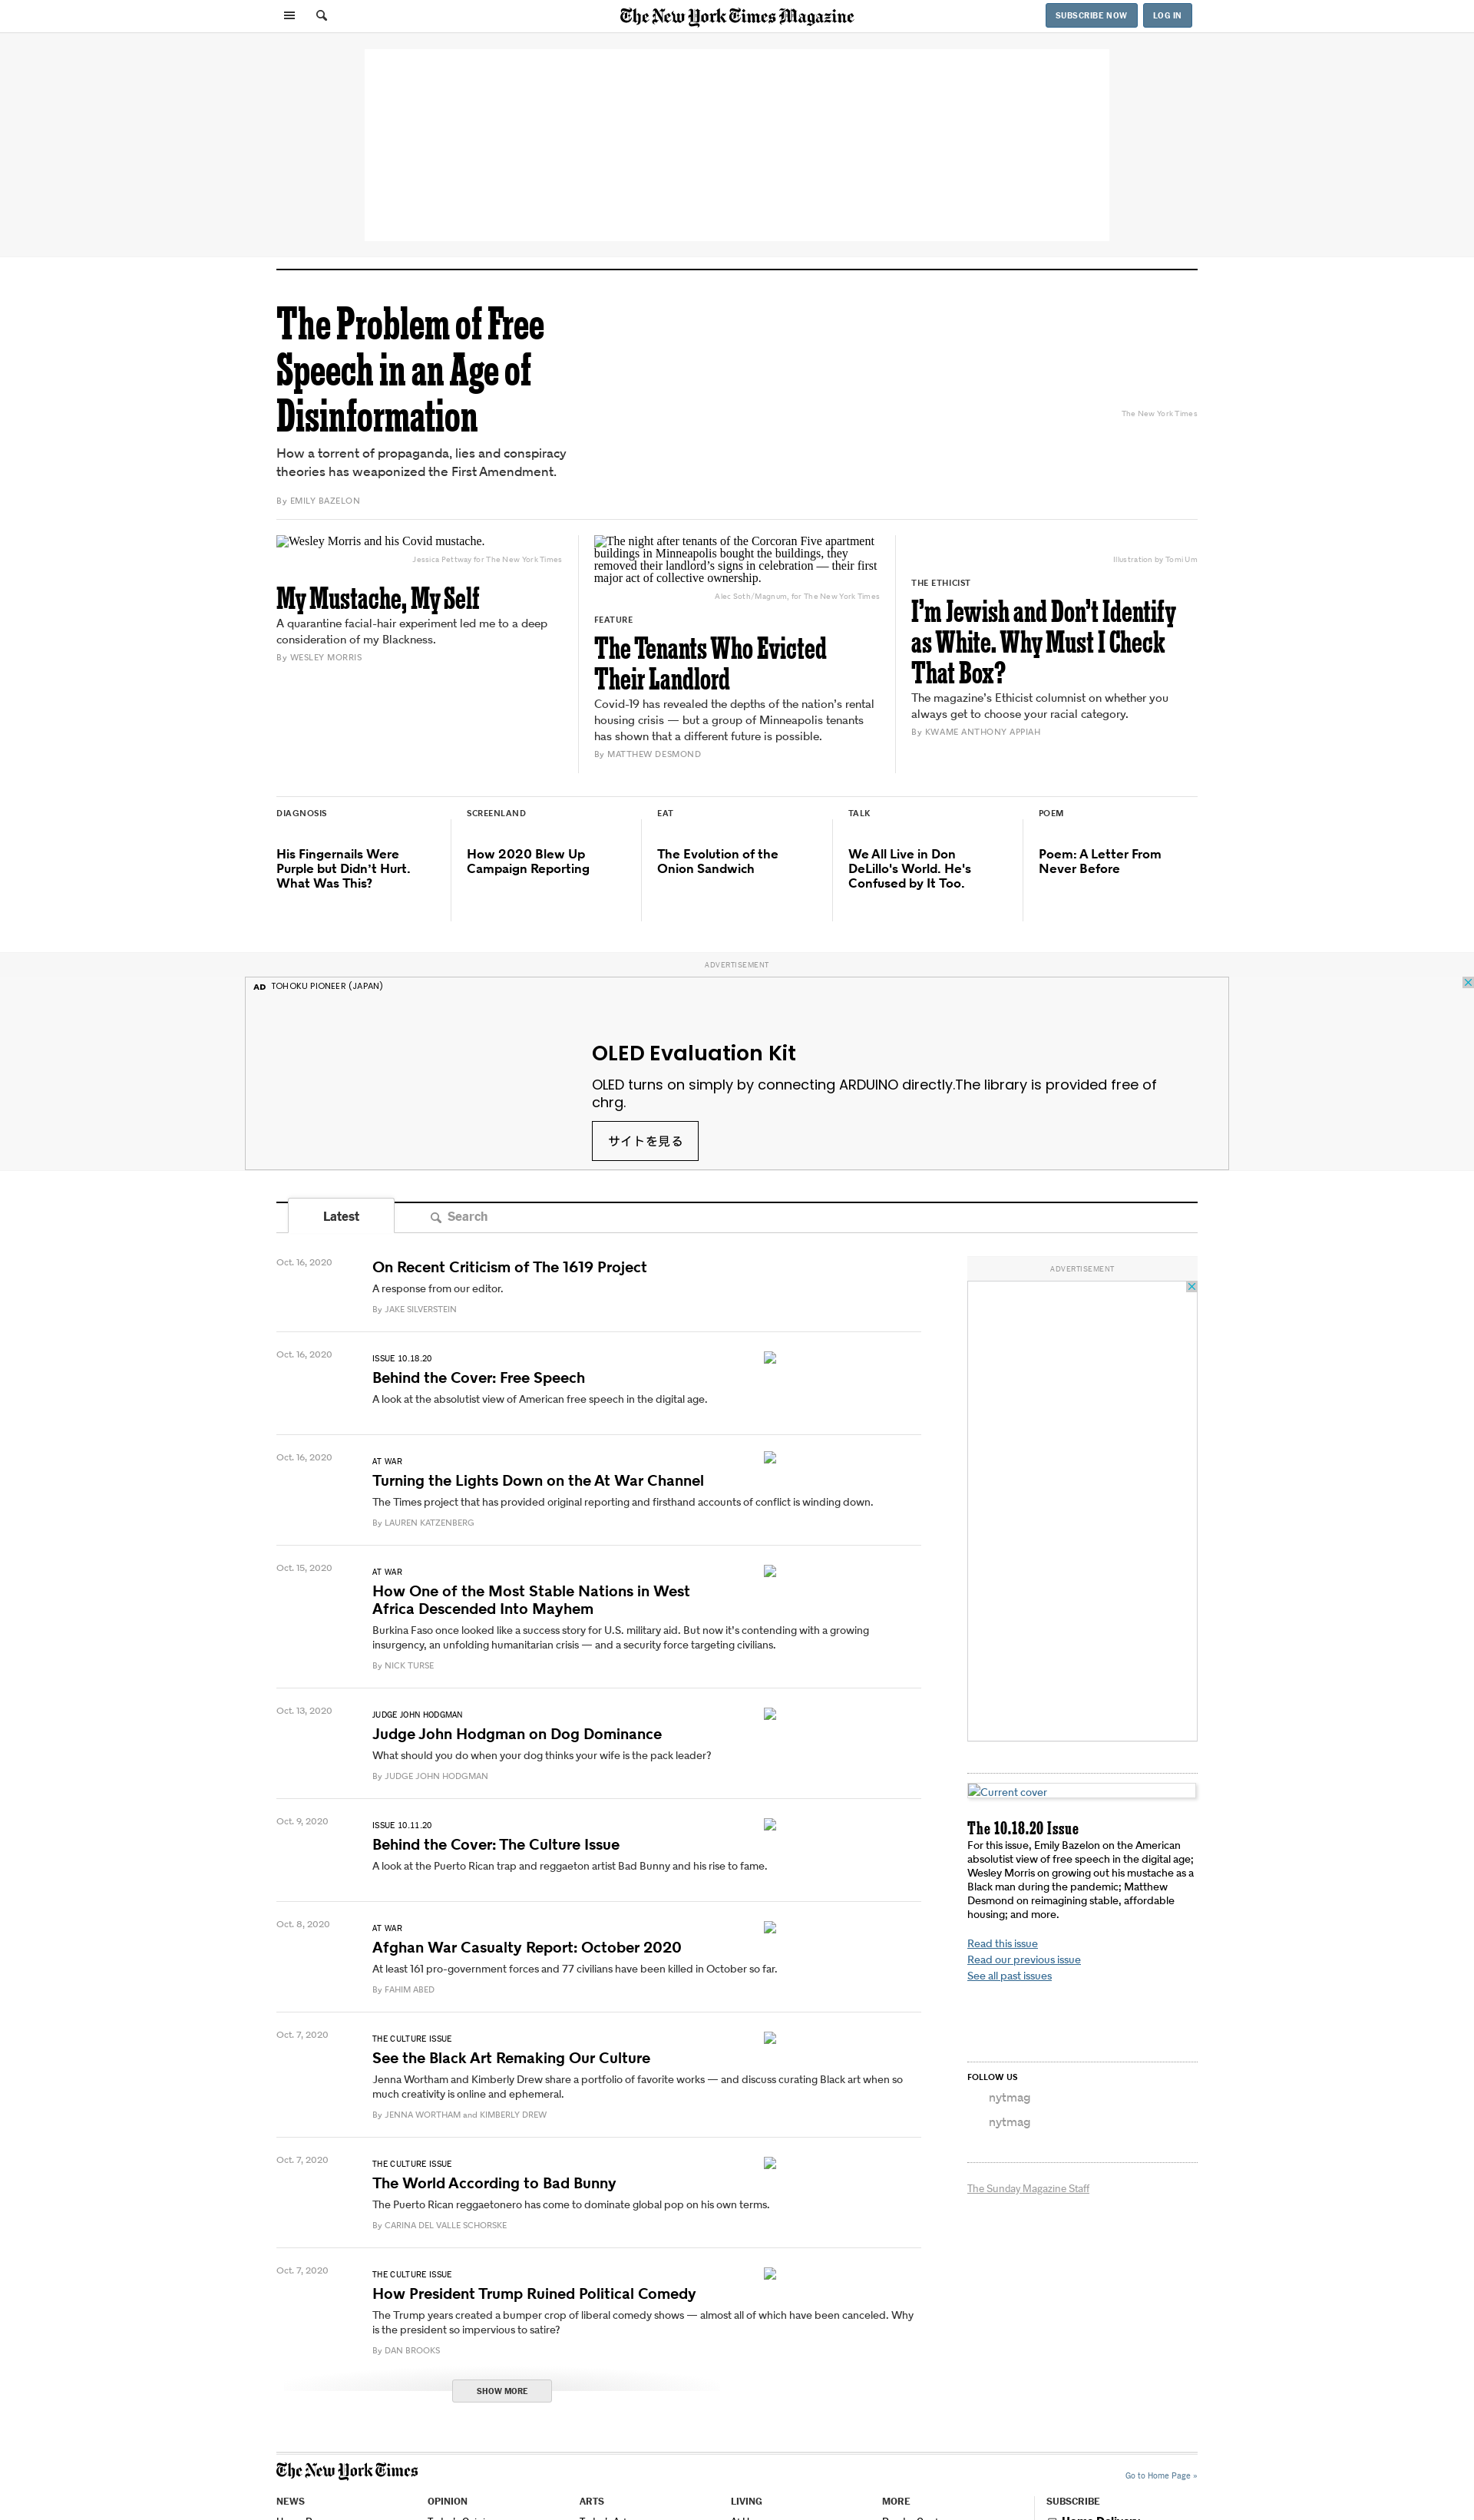 The New York Times Magazine
SUBSCRIBE NOW
LOG IN
The Problem of Free
Speech in an Age of
Disinformation
How a torrent of propaganda, lies and conspiracy
theories has weaponized the First Amendment.
By EMILY BAZELON
The New York Times
Wesley Morris and his Covid mustache.
Jessica Pettway for The New York Times
My Mustache, My Self
A quarantine facial-hair experiment led me to a deep
consideration of my Blackness.
By WESLEY MORRIS
The night after tenants of the Corcoran Five apartment
buildings in Minneapolis bought the buildings, they
removed their landlord’s signs in celebration — their first
major act of collective ownership.
Alec Soth/Magnum, for The New York Times
FEATURE
The Tenants Who Evicted
Their Landlord
Covid-19 has revealed the depths of the nation’s rental
housing crisis — but a group of Minneapolis tenants
has shown that a different future is possible.
By MATTHEW DESMOND
Illustration by Tomi Um
THE ETHICIST
I’m Jewish and Don’t Identify
as White. Why Must I Check
That Box?
The magazine’s Ethicist columnist on whether you
always get to choose your racial category.
By KWAME ANTHONY APPIAH
DIAGNOSIS
His Fingernails Were
Purple but Didn’t Hurt.
What Was This?
SCREENLAND
How 2020 Blew Up
Campaign Reporting
EAT
The Evolution of the
Onion Sandwich
TALK
We All Live in Don
DeLillo's World. He's
Confused by It Too.
POEM
Poem: A Letter From
Never Before
ADVERTISEMENT
AD TOHOKU PIONEER (JAPAN)
OLED Evaluation Kit
OLED turns on simply by connecting ARDUINO directly.The library is provided free of
chrg.
サイトを見る
Latest
Search
Oct. 16, 2020
On Recent Criticism of The 1619 Project
A response from our editor.
By JAKE SILVERSTEIN
Oct. 16, 2020
ISSUE 10.18.20
Behind the Cover: Free Speech
A look at the absolutist view of American free speech in the digital age.
Oct. 16, 2020
AT WAR
Turning the Lights Down on the At War Channel
The Times project that has provided original reporting and firsthand accounts of conflict is winding down.
By LAUREN KATZENBERG
Oct. 15, 2020
AT WAR
How One of the Most Stable Nations in West
Africa Descended Into Mayhem
Burkina Faso once looked like a success story for U.S. military aid. But now it’s contending with a growing
insurgency, an unfolding humanitarian crisis — and a security force targeting civilians.
By NICK TURSE
Oct. 13, 2020
JUDGE JOHN HODGMAN
Judge John Hodgman on Dog Dominance
What should you do when your dog thinks your wife is the pack leader?
By JUDGE JOHN HODGMAN
Oct. 9, 2020
ISSUE 10.11.20
Behind the Cover: The Culture Issue
A look at the Puerto Rican trap and reggaeton artist Bad Bunny and his rise to fame.
Oct. 8, 2020
AT WAR
Afghan War Casualty Report: October 2020
At least 161 pro-government forces and 77 civilians have been killed in October so far.
By FAHIM ABED
Oct. 7, 2020
THE CULTURE ISSUE
See the Black Art Remaking Our Culture
Jenna Wortham and Kimberly Drew share a portfolio of favorite works — and discuss curating Black art when so
much creativity is online and ephemeral.
By JENNA WORTHAM and KIMBERLY DREW
Oct. 7, 2020
THE CULTURE ISSUE
The World According to Bad Bunny
The Puerto Rican reggaetonero has come to dominate global pop on his own terms.
By CARINA DEL VALLE SCHORSKE
Oct. 7, 2020
THE CULTURE ISSUE
How President Trump Ruined Political Comedy
The Trump years created a bumper crop of liberal comedy shows — almost all of which have been canceled. Why
is the president so impervious to satire?
By DAN BROOKS
SHOW MORE
ADVERTISEMENT
Current cover
The 10.18.20 Issue
For this issue, Emily Bazelon on the American
absolutist view of free speech in the digital age;
Wesley Morris on growing out his mustache as a
Black man during the pandemic; Matthew
Desmond on reimagining stable, affordable
housing; and more.
Read this issue
Read our previous issue
See all past issues
FOLLOW US
nytmag
nytmag
The Sunday Magazine Staff
The New York Times
Go to Home Page »
NEWS
OPINION
ARTS
LIVING
MORE
SUBSCRIBE